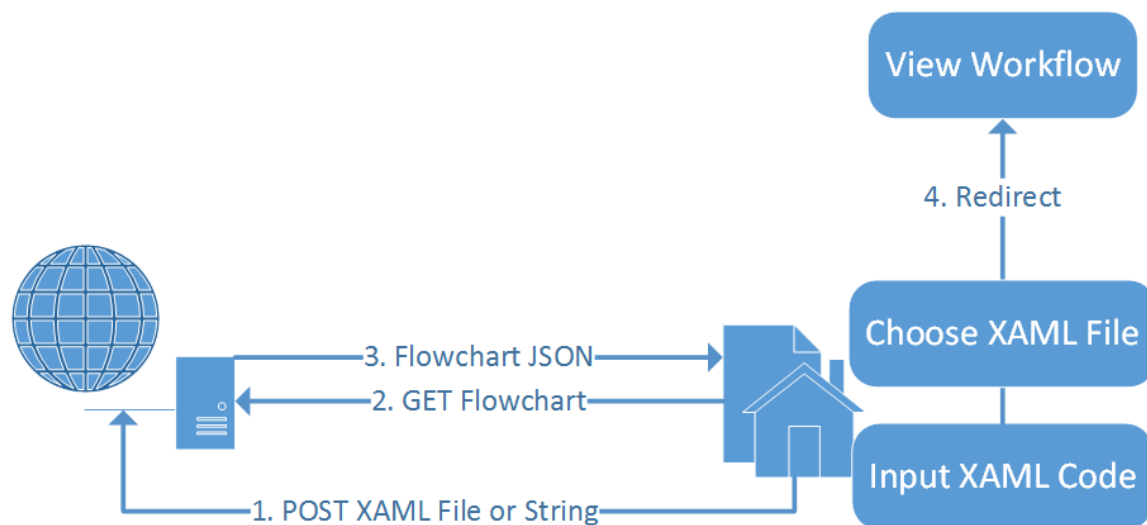 View Workflow
4. Redirect
Choose XAML File
3. Flowchart JSON
2. GET Flowchart
Input XAML Code
1. POST XAML File or String